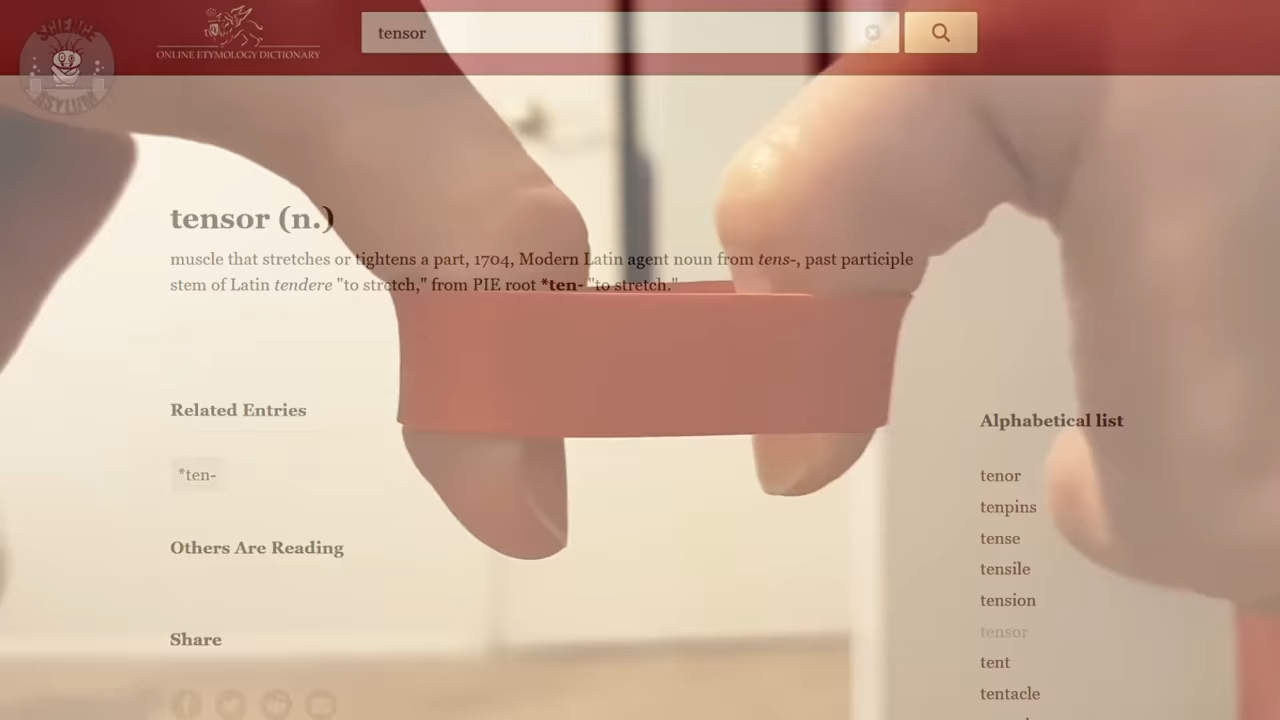 SCIENCE
ASYLUM
ONLINE ETYMOLOGY DICTIONARY
tensor
tensor (n.)
muscle that stretches or tightens a part, 1704, Modern Latin agent noun from tens-, past participle
stem of Latin tendere "to stretch," from PIE root *ten- "to stretch."
Related Entries
*ten-
Others Are Reading
Share
Alphabetical list
tenor
tenpins
tense
tensile
tension
tensor
tent
tentacle